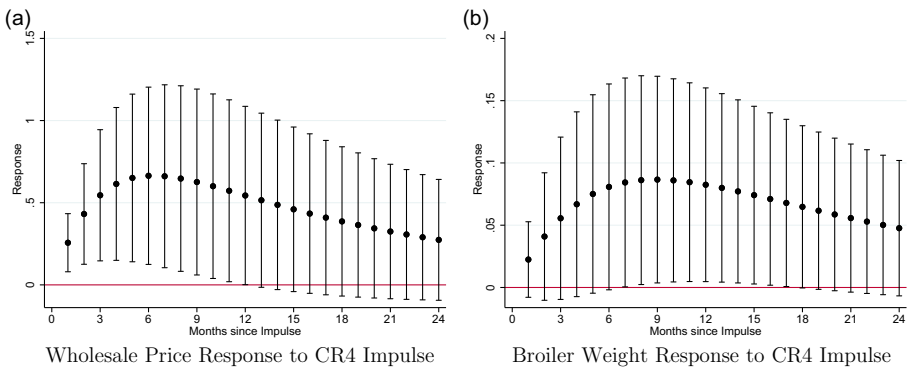 (a)
1.5
1
.5
0
Response
0 3 6 9 12 15 18 21 24
Months since Impulse
Wholesale Price Response to CR4 Impulse
(b)
.2
.15
.1
.05
0
Response
0 3 6 9 12 15 18 21 24
Months since Impulse
Broiler Weight Response to CR4 Impulse